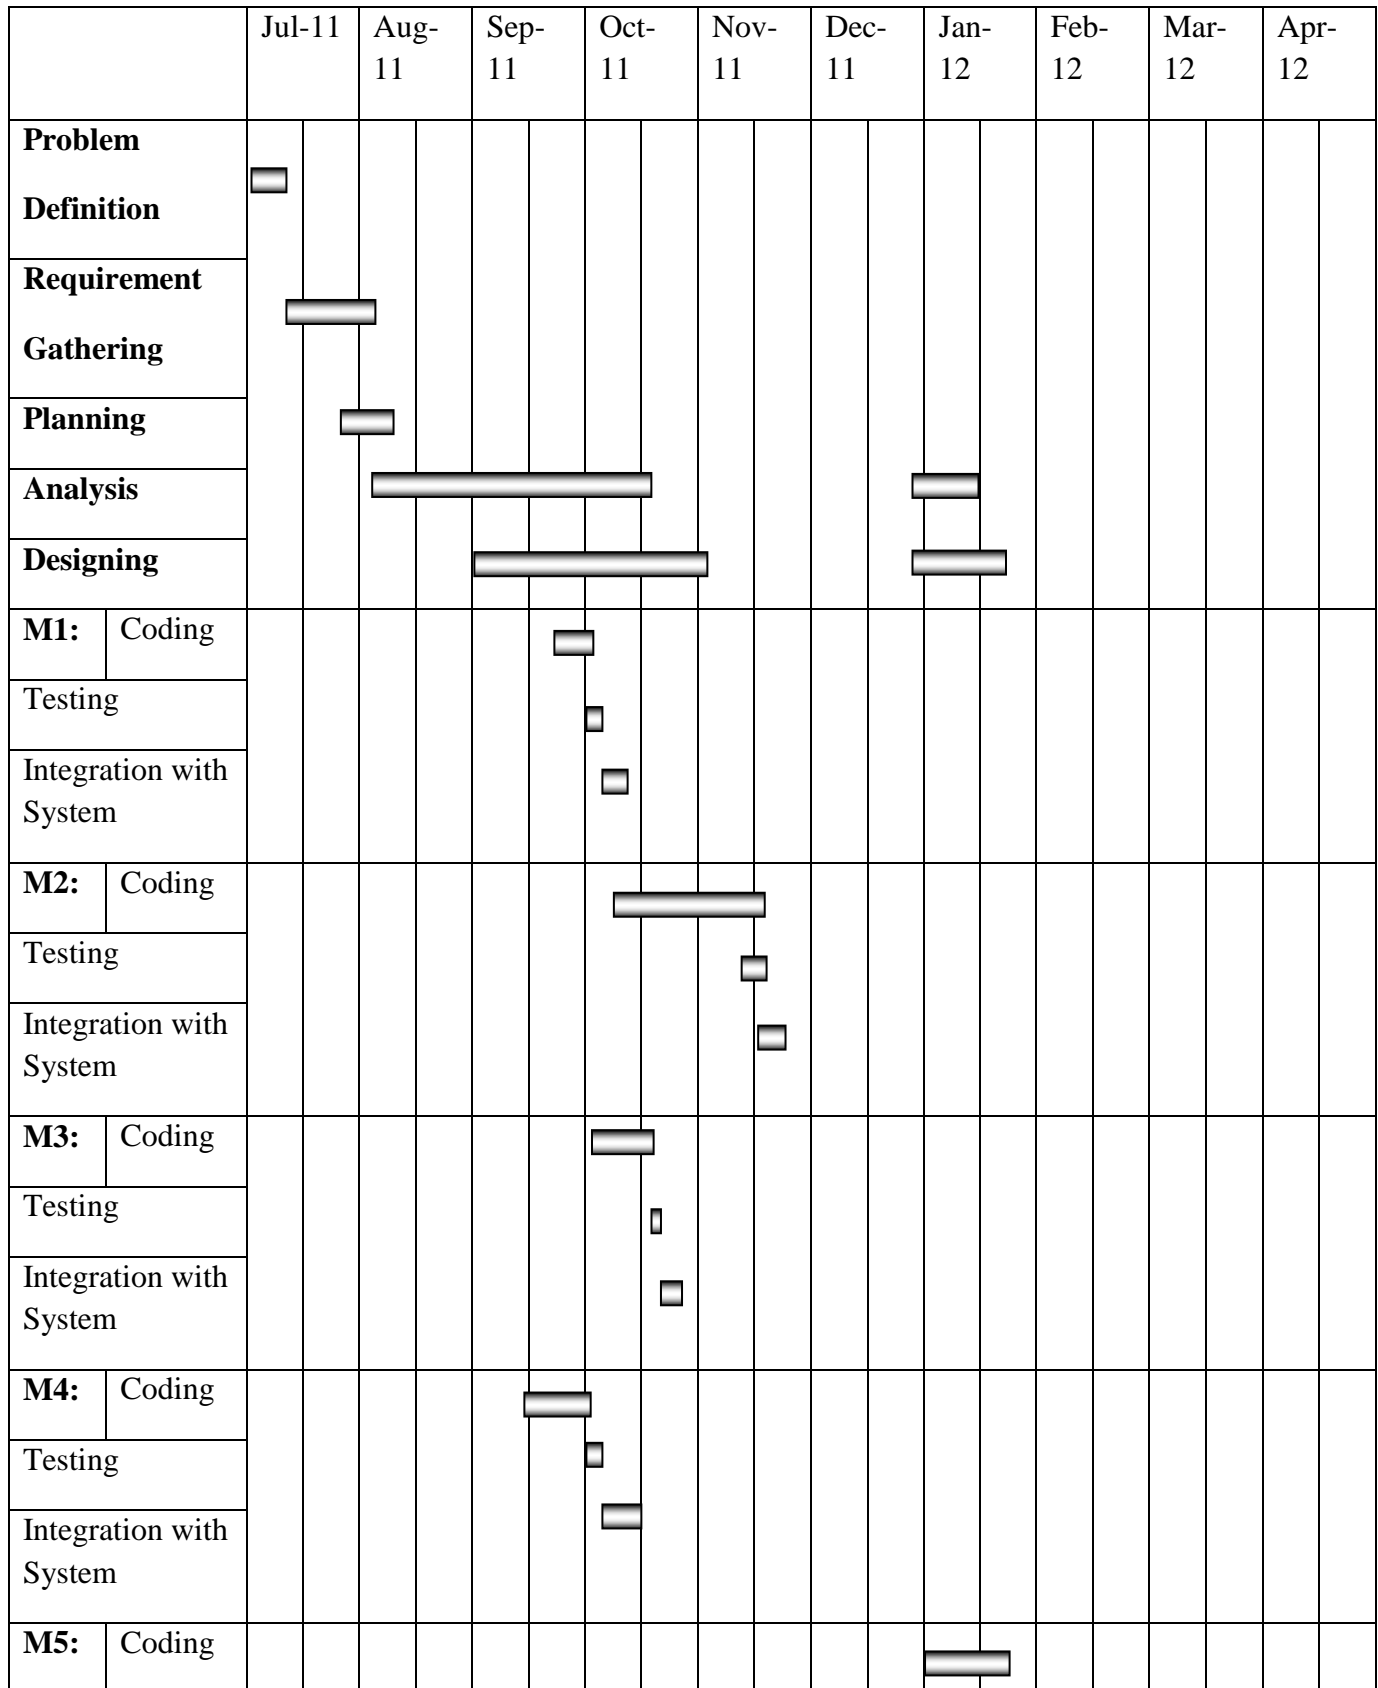 Jul-11 Aug- Sep- Oct- Nov- Dec- Jan- Feb- Mar- Apr-
11 11 11 11 11 12 12 12 12
Problem
Definition
Requirement
Gathering
Planning
Analysis
Designing
M1: Coding
Testing
Integration with
System
M2: Coding
Testing
Integration with
System
M3: Coding
Testing
Integration with
System
M4: Coding
Testing
Integration with
System
M5: Coding